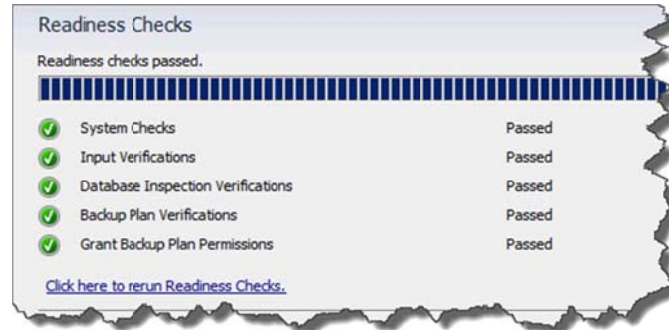 Readiness Checks
Readiness checks passed.
System Checks Passed
Input Verifications Passed
Database Inspection Verifications Passed
Backup Plan Verifications Passed
Grant Backup Plan Permissions Passed
Click here to rerun Readiness Checks.